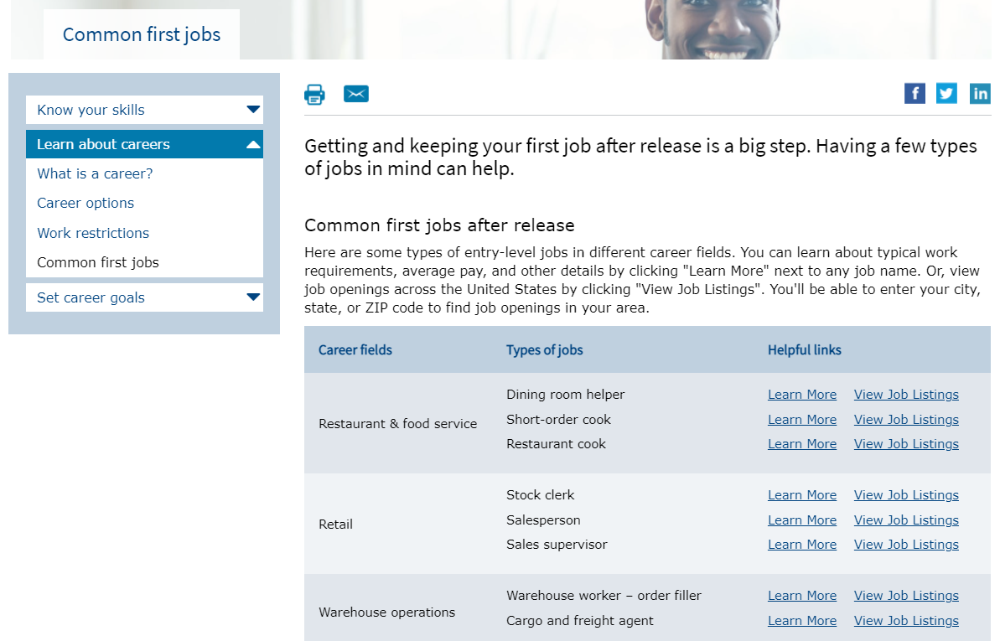 Common first jobs
Know your skills
Learn about careers
What is a career?
Career options
Work restrictions
Common first jobs
Set career goals
f
in
Getting and keeping your first job after release is a big step. Having a few types
of jobs in mind can help.
Common first jobs after release
Here are some types of entry-level jobs in different career fields. You can learn about typical work
requirements, average pay, and other details by clicking "Learn More" next to any job name. Or, view
job openings across the United States by clicking "View Job Listings". You'll be able to enter your city,
state, or ZIP code to find job openings in your area.
Career fields Types of jobs Helpful links
Restaurant & food service
Dining room helper Learn More View Job Listings
Short-order cook Learn More View Job Listings
Restaurant cook Learn More View Job Listings
Retail
Stock clerk Learn More View Job Listings
Salesperson Learn More View Job Listings
Sales supervisor Learn More View Job Listings
Warehouse operations
Warehouse worker – order filler Learn More View Job Listings
Cargo and freight agent Learn More View Job Listings